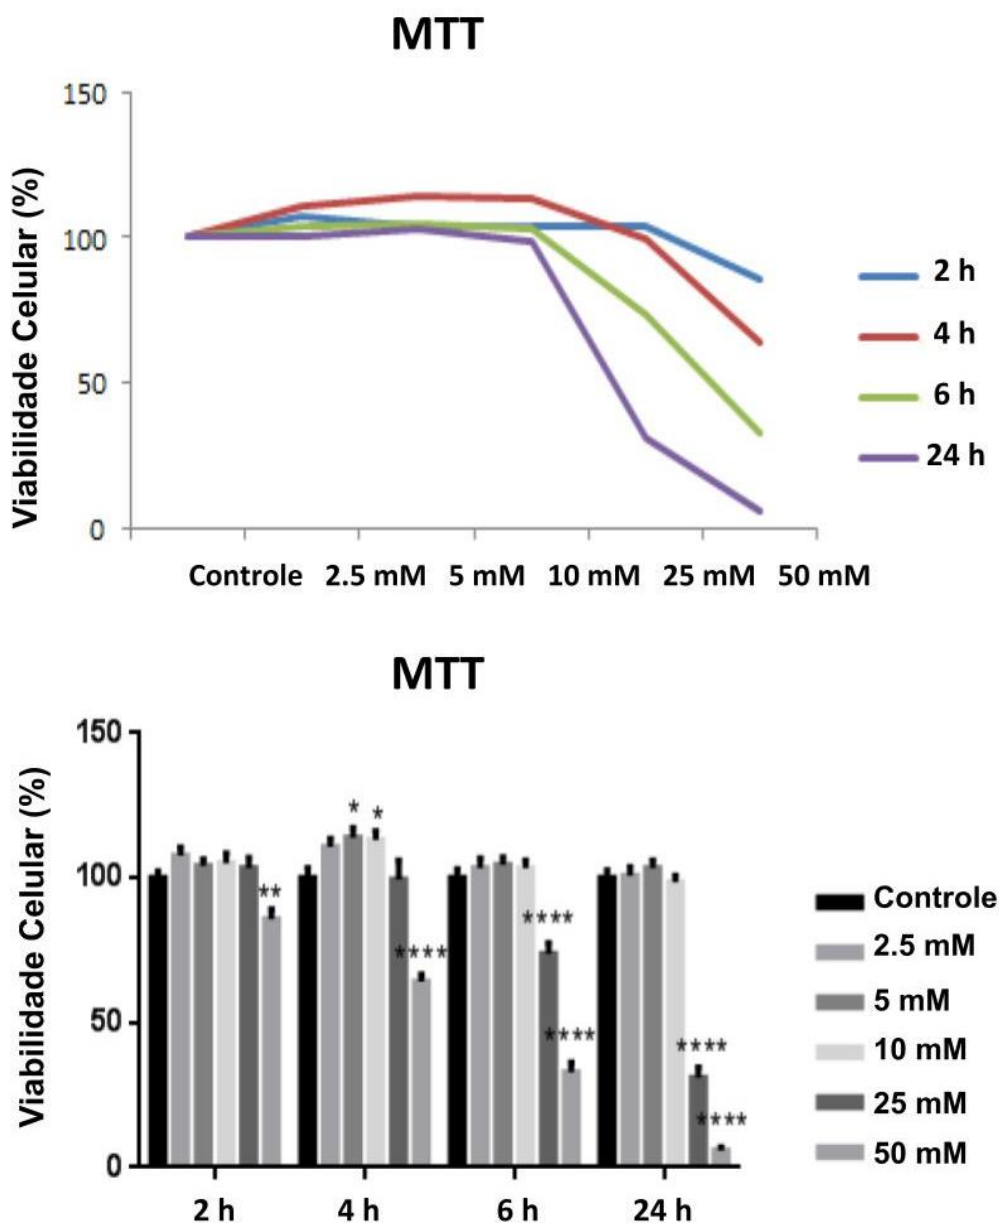 MTT
Viabilidade Celular (%)
150
100
50
0
Controle 2.5 mM 5 mM 10 mM 25 mM 50 mM
2 h
4 h
6 h
24 h
MTT
Viabilidade Celular (%)
150
100
50
0
**
*
*
****
****
****
****
****
2 h 4 h 6 h 24 h
Controle
2.5 mM
5 mM
10 mM
25 mM
50 mM